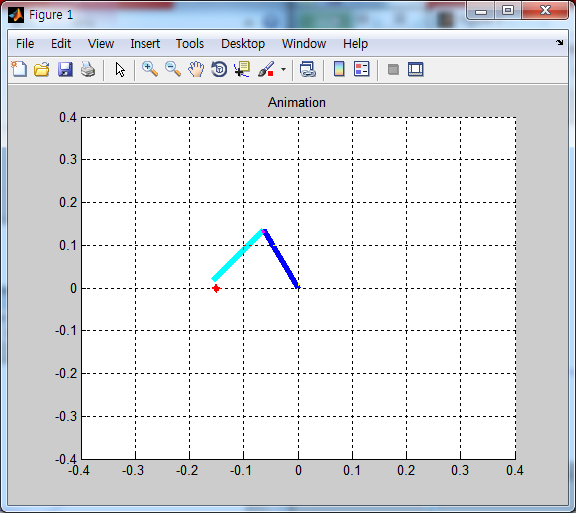 Figure 1
File Edit View Insert Tools Desktop Window Help
Animation
0.4
0.3
0.2
0.1
0
-0.1
-0.2
-0.3
-0.4
-0.4 -0.3 -0.2 -0.1 0 0.1 0.2 0.3 0.4